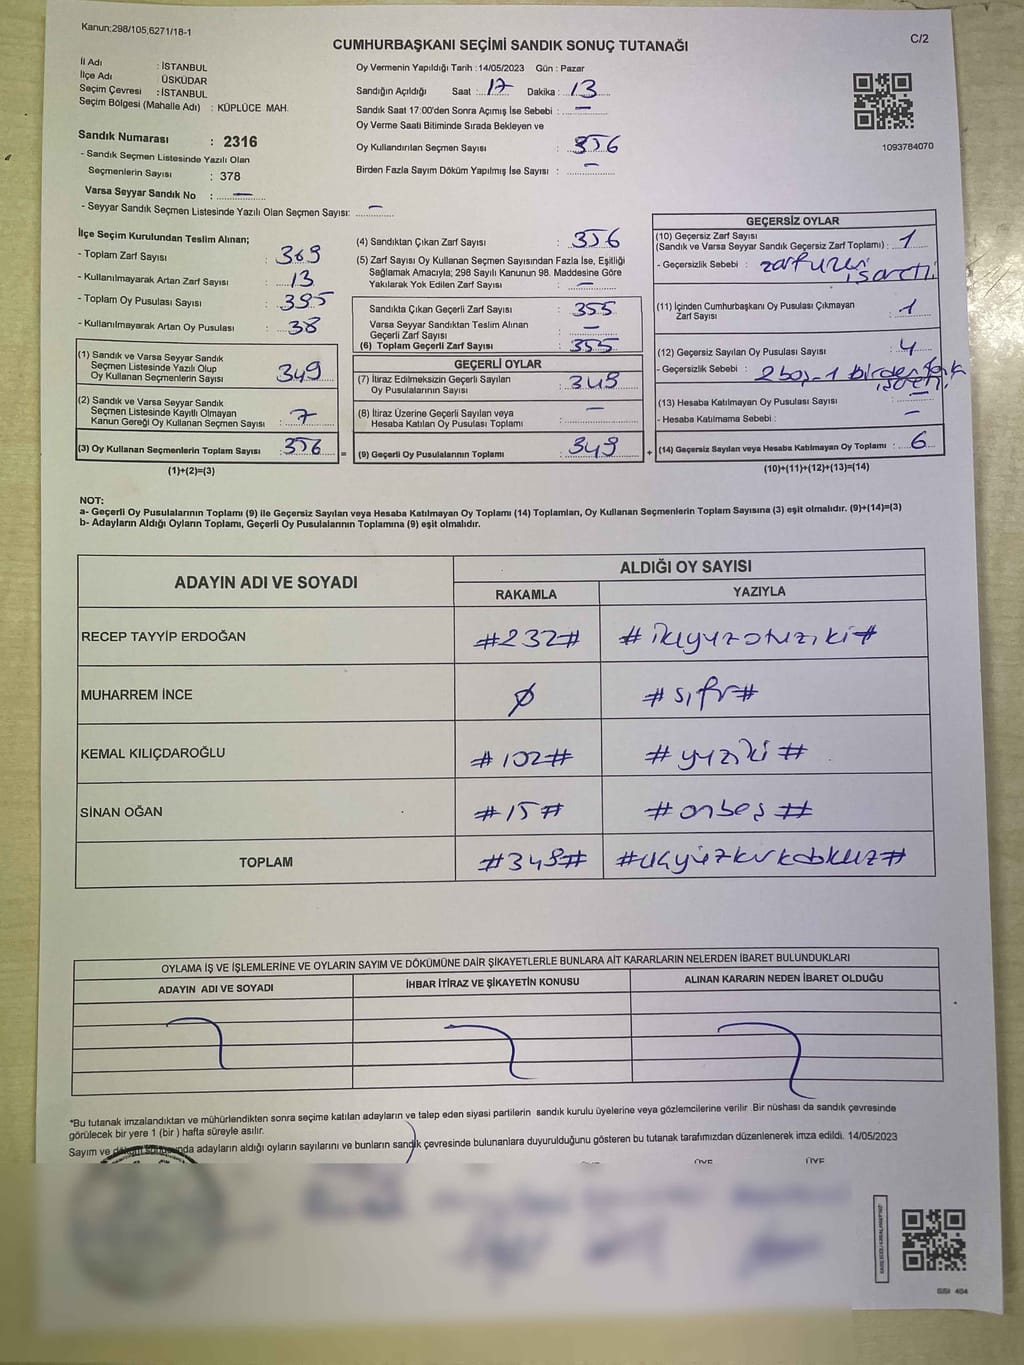 Kanun:298/105,6271/18-1
C/2
CUMHURBAŞKANI SEÇİMİ SANDIK SONUÇ TUTANAĞI
İl Adı : İSTANBUL
İlçe Adı ÜSKÜDAR
Seçim Çevresi : İSTANBUL
Seçim Bölgesi (Mahalle Adı) : KÜPLÜCE MAH.
Sandık Numarası : 2316
- Sandık Seçmen Listesinde Yazılı Olan
Seçmenlerin Sayısı : 378
Varsa Seyyar Sandık No : —
- Seyyar Sandık Seçmen Listesinde Yazılı Olan Seçmen Sayısı: —
Oy Vermenin Yapıldığı Tarih : 14/05/2023 Gün : Pazar
Sandığın Açıldığı Saat : 17 Dakika : 13
Sandık Saat 17:00'den Sonra Açımış İse Sebebi : —
Oy Verme Saati Bitiminde Sırada Bekleyen ve
Oy Kullandırılan Seçmen Sayısı : 356
Birden Fazla Sayım Döküm Yapılmış İse Sayısı : —
1093784070
İlçe Seçim Kurulundan Teslim Alınan;
- Toplam Zarf Sayısı : 369
- Kullanılmayarak Artan Zarf Sayısı : 13
- Toplam Oy Pusulası Sayısı : 395
- Kullanılmayarak Artan Oy Pusulası : 38
(1) Sandık ve Varsa Seyyar Sandık
Seçmen Listesinde Yazılı Olup
Oy Kullanan Seçmenlerin Sayısı : 349
(2) Sandık ve Varsa Seyyar Sandık
Seçmen Listesinde Kayıtlı Olmayan
Kanun Gereği Oy Kullanan Seçmen Sayısı : 7
(3) Oy Kullanan Seçmenlerin Toplam Sayısı : 356 =
(1)+(2)=(3)
(4) Sandıktan Çıkan Zarf Sayısı : 356
(5) Zarf Sayısı Oy Kullanan Seçmen Sayısından Fazla İse, Eşitliği
Sağlamak Amacıyla; 298 Sayılı Kanunun 98. Maddesine Göre
Yakılarak Yok Edilen Zarf Sayısı : —
Sandıkta Çıkan Geçerli Zarf Sayısı : 355
Varsa Seyyar Sandıktan Teslim Alınan
Geçerli Zarf Sayısı : —
(6) Toplam Geçerli Zarf Sayısı : 355
GEÇERLİ OYLAR
(7) İtiraz Edilmeksizin Geçerli Sayılan
Oy Pusulasının Sayısı : 349
(8) İtiraz Üzerine Geçerli Sayılan veya
Hesaba Katılan Oy Pusulası Toplamı : —
(9) Geçerli Oy Pusulalarının Toplamı : 349 +
GEÇERSİZ OYLAR
(10) Geçersiz Zarf Sayısı
(Sandık ve Varsa Seyyar Sandık Geçersiz Zarf Toplamı) : 1
- Geçersizlik Sebebi : zarf üzeri
işaretli
(11) İçinden Cumhurbaşkanı Oy Pusulası Çıkmayan
Zarf Sayısı : 1
(12) Geçersiz Sayılan Oy Pusulası Sayısı : 4
- Geçersizlik Sebebi : 2 boş - 1 birden fazla
(13) Hesaba Katılmayan Oy Pusulası Sayısı : —
- Hesaba Katılmama Sebebi : —
(14) Geçersiz Sayılan veya Hesaba Katılmayan Oy Toplamı : 6
(10)+(11)+(12)+(13)=(14)
NOT:
a- Geçerli Oy Pusulalarının Toplamı (9) ile Geçersiz Sayılan veya Hesaba Katılmayan Oy Toplamı (14) Toplamları, Oy Kullanan Seçmenlerin Toplam Sayısına (3) eşit olmalıdır. (9)+(14)=(3)
b- Adayların Aldığı Oyların Toplamı, Geçerli Oy Pusulalarının Toplamına (9) eşit olmalıdır.
ADAYIN ADI VE SOYADI
ALDIĞI OY SAYISI
RAKAMLA YAZIYLA
RECEP TAYYİP ERDOĞAN #232# #ikiyüzotuziki#
MUHARREM İNCE 0 #sıfır#
KEMAL KILIÇDAROĞLU #102# #yüziki#
SİNAN OĞAN #15# #onbeş#
TOPLAM #349# #üçyüzkırkdokuz#
OYLAMA İŞ VE İŞLEMLERİNE VE OYLARIN SAYIM VE DÖKÜMÜNE DAİR ŞİKAYETLERLE BUNLARA AİT KARARLARIN NELERDEN İBARET BULUNDUKLARI
ADAYIN ADI VE SOYADI İHBAR İTİRAZ VE ŞİKAYETİN KONUSU ALINAN KARARIN NEDEN İBARET OLDUĞU
*Bu tutanak imzalandıktan ve mühürlendikten sonra seçime katılan adayların ve talep eden siyasi partilerin sandık kurulu üyelerine veya gözlemcilerine verilir. Bir nüshası da sandık çevresinde
görülecek bir yere 1 (bir) hafta süreyle asılır.
Sayım ve döküm sonucunda adayların aldığı oyların sayılarını ve bunların sandık çevresinde bulunanlara duyurulduğunu gösteren bu tutanak tarafımızdan düzenlenerek imza edildi. 14/05/2023
ÜYE ÜYE
GSI 404